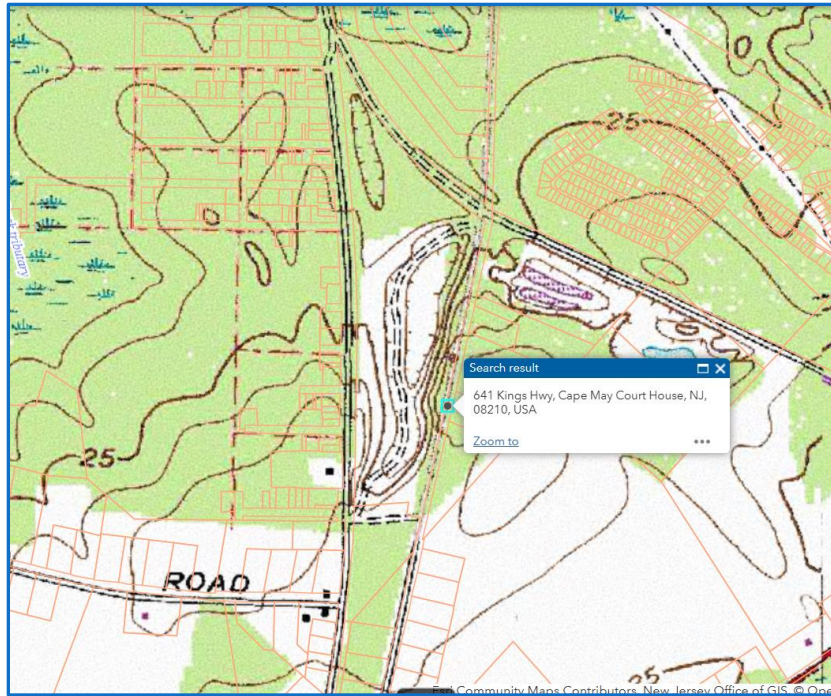 25
tributary
Search result
641 Kings Hwy, Cape May Court House, NJ,
08210, USA
Zoom to
25
ROAD
25
Esri Community Maps Contributors, New Jersey Office of GIS, ©